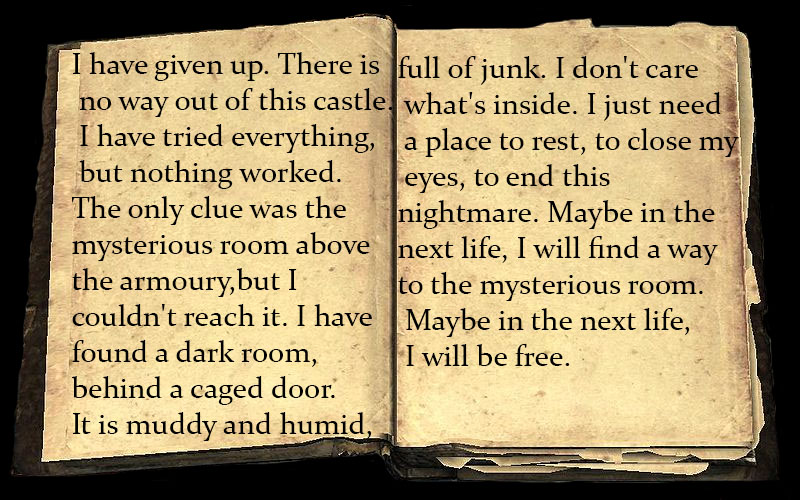 I have given up. There is
no way out of this castle.
I have tried everything,
but nothing worked.
The only clue was the
mysterious room above
the armoury,but I
couldn't reach it. I have
found a dark room,
behind a caged door.
It is muddy and humid,
full of junk. I don't care
what's inside. I just need
a place to rest, to close my
eyes, to end this
nightmare. Maybe in the
next life, I will find a way
to the mysterious room.
Maybe in the next life,
I will be free.